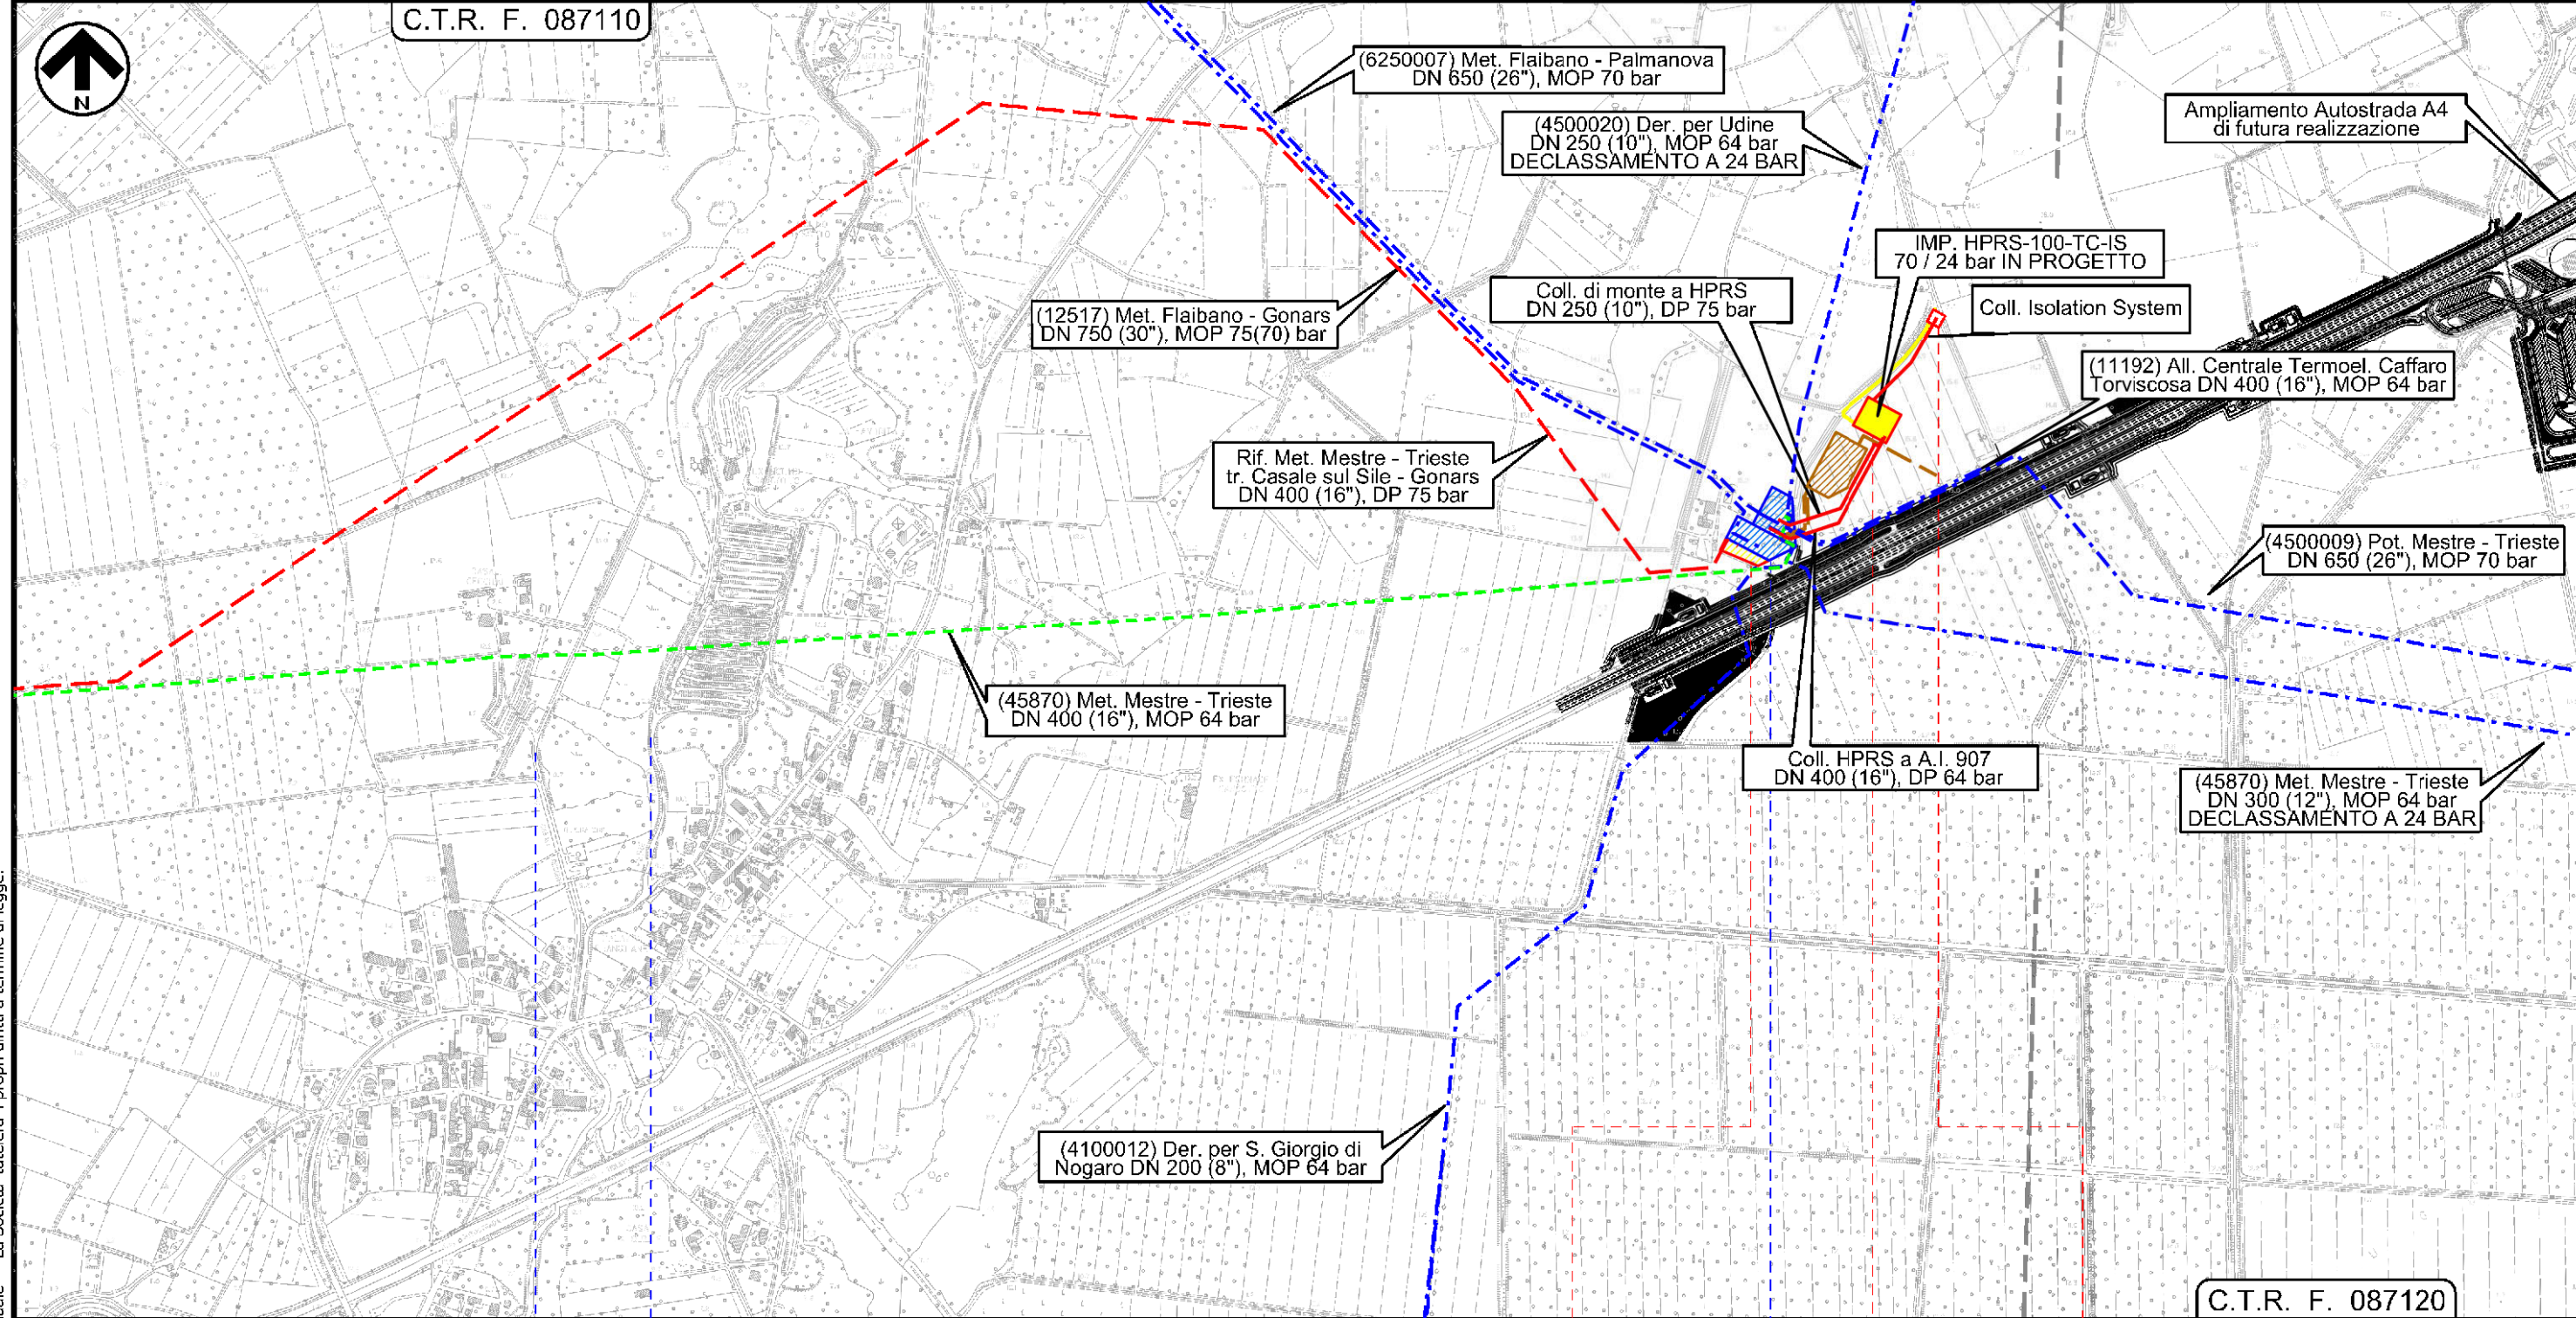 C.T.R. F. 087110
N
(6250007) Met. Flaibano - Palmanova
DN 650 (26"), MOP 70 bar
(4500020) Der. per Udine
DN 250 (10"), MOP 64 bar
DECLASSAMENTO A 24 BAR
Ampliamento Autostrada A4
di futura realizzazione
IMP. HPRS-100-TC-IS
70 / 24 bar IN PROGETTO
Coll. di monte a HPRS
DN 250 (10"), DP 75 bar
Coll. Isolation System
(12517) Met. Flaibano - Gonars
DN 750 (30"), MOP 75(70) bar
(11192) All. Centrale Termoel. Caffaro
Torviscosa DN 400 (16"), MOP 64 bar
Rif. Met. Mestre - Trieste
tr. Casale sul Sile - Gonars
DN 400 (16"), DP 75 bar
(4500009) Pot. Mestre - Trieste
DN 650 (26"), MOP 70 bar
(45870) Met. Mestre - Trieste
DN 400 (16"), MOP 64 bar
Coll. HPRS a A.I. 907
DN 400 (16"), DP 64 bar
(45870) Met. Mestre - Trieste
DN 300 (12"), MOP 64 bar
DECLASSAMENTO A 24 BAR
(4100012) Der. per S. Giorgio di
Nogaro DN 200 (8"), MOP 64 bar
C.T.R. F. 087120